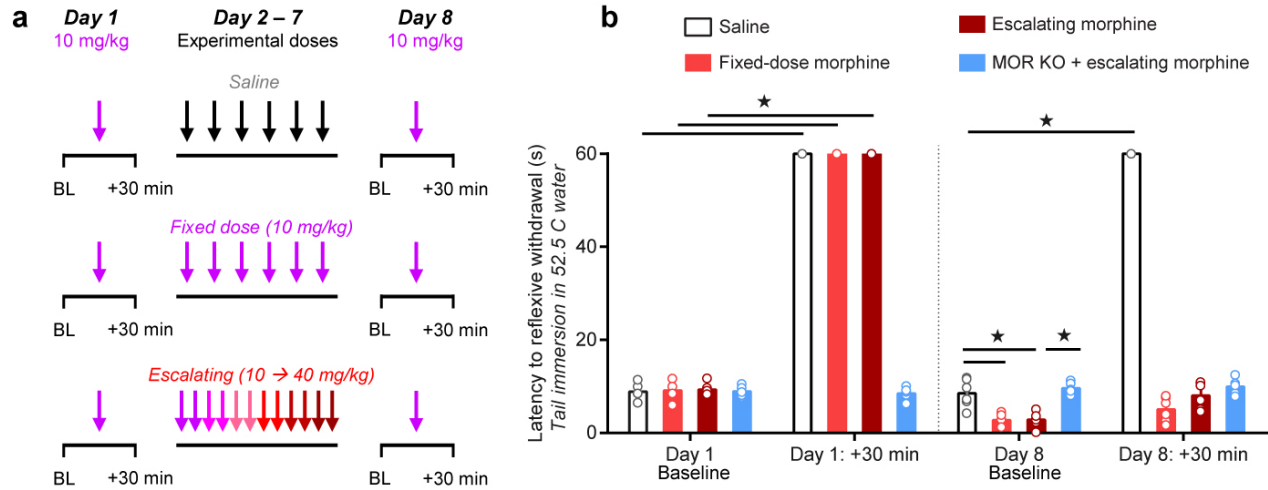 a
Day 1
10 mg/kg
Day 2 – 7
Experimental doses
Day 8
10 mg/kg
Saline
BL
+30 min
BL
+30 min
Fixed dose (10 mg/kg)
BL
+30 min
BL
+30 min
Escalating (10 → 40 mg/kg)
BL
+30 min
BL
+30 min
b
Saline
Fixed-dose morphine
Escalating morphine
MOR KO + escalating morphine
Latency to reflexive withdrawal (s)
Tail immersion in 52.5 C water
60
40
20
0
★
★
★
★
Day 1
Baseline
Day 1: +30 min
Day 8
Baseline
Day 8: +30 min